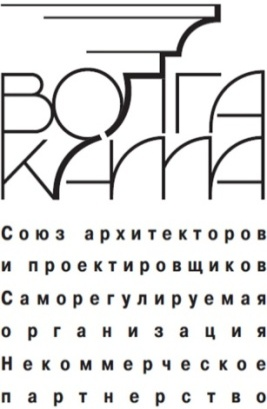 ВОЛГА
КАМА
Союз архитекторов
и проектировщиков
Саморегулируемая
организация
Некоммерческое
партнерство